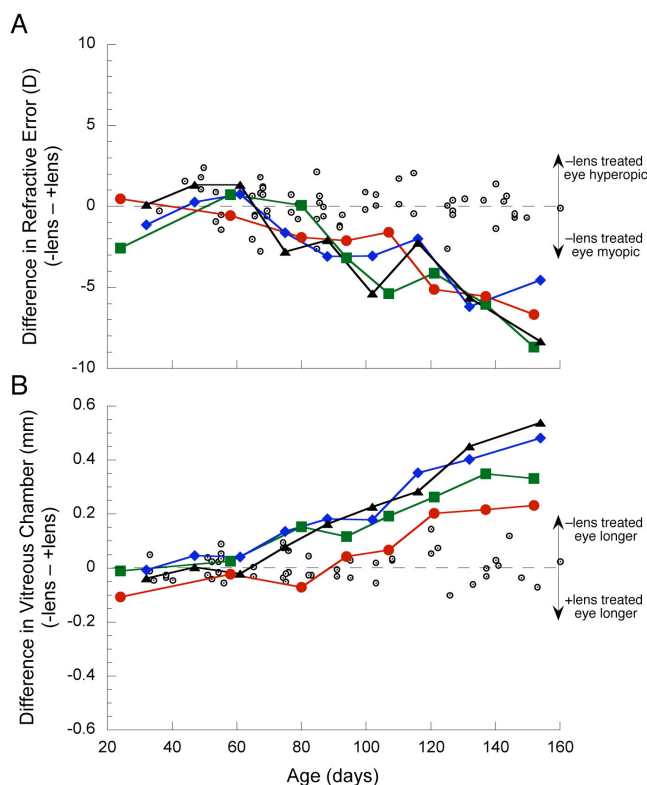 A
Difference in Refractive Error (D)
(-lens – +lens)
10
5
0
-5
-10
–lens treated
eye hyperopic
–lens treated
eye myopic
B
Difference in Vitreous Chamber (mm)
(-lens – +lens)
0.6
0.4
0.2
0
-0.2
-0.4
-0.6
–lens treated
eye longer
+lens treated
eye longer
20 40 60 80 100 120 140 160
Age (days)